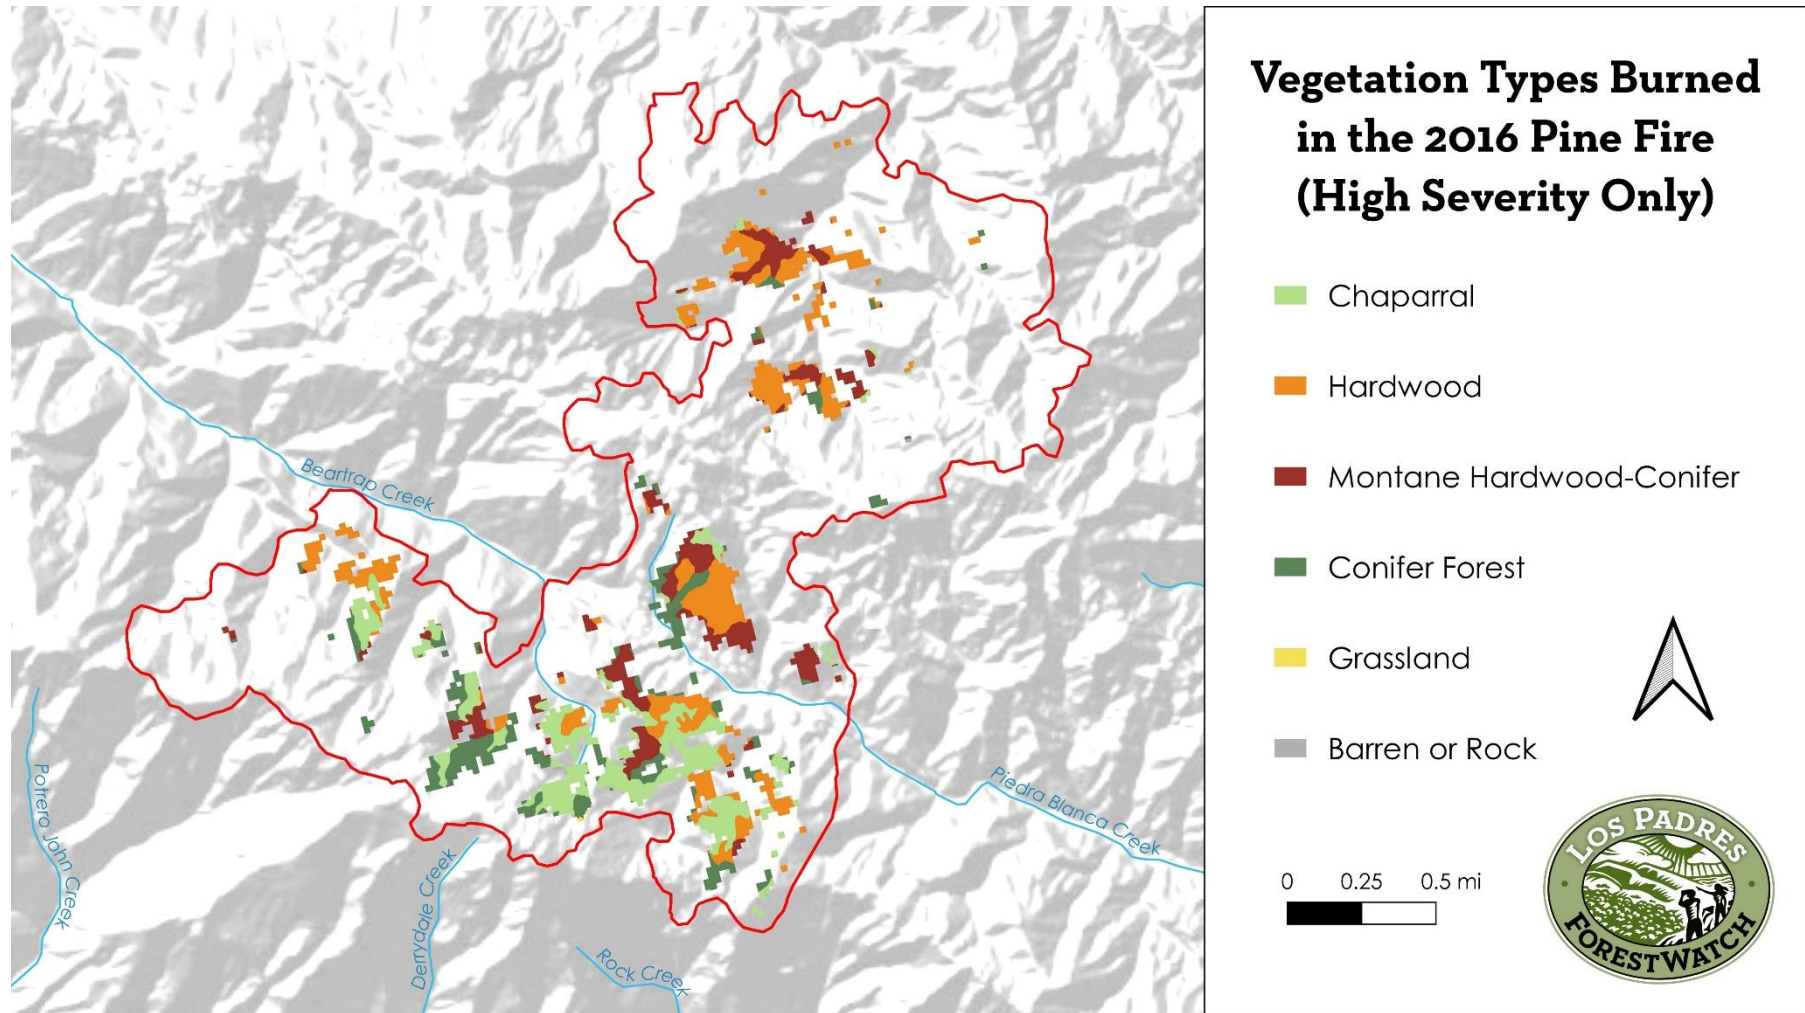 Vegetation Types Burned
in the 2016 Pine Fire
(High Severity Only)
Chaparral
Hardwood
Montane Hardwood-Conifer
Conifer Forest
Grassland
Barren or Rock
0 0.25 0.5 mi
LOS PADRES
FORESTWATCH
Beartrap Creek
Piedra Blanca Creek
Potrero John Creek
Derrydale Creek
Rock Creek